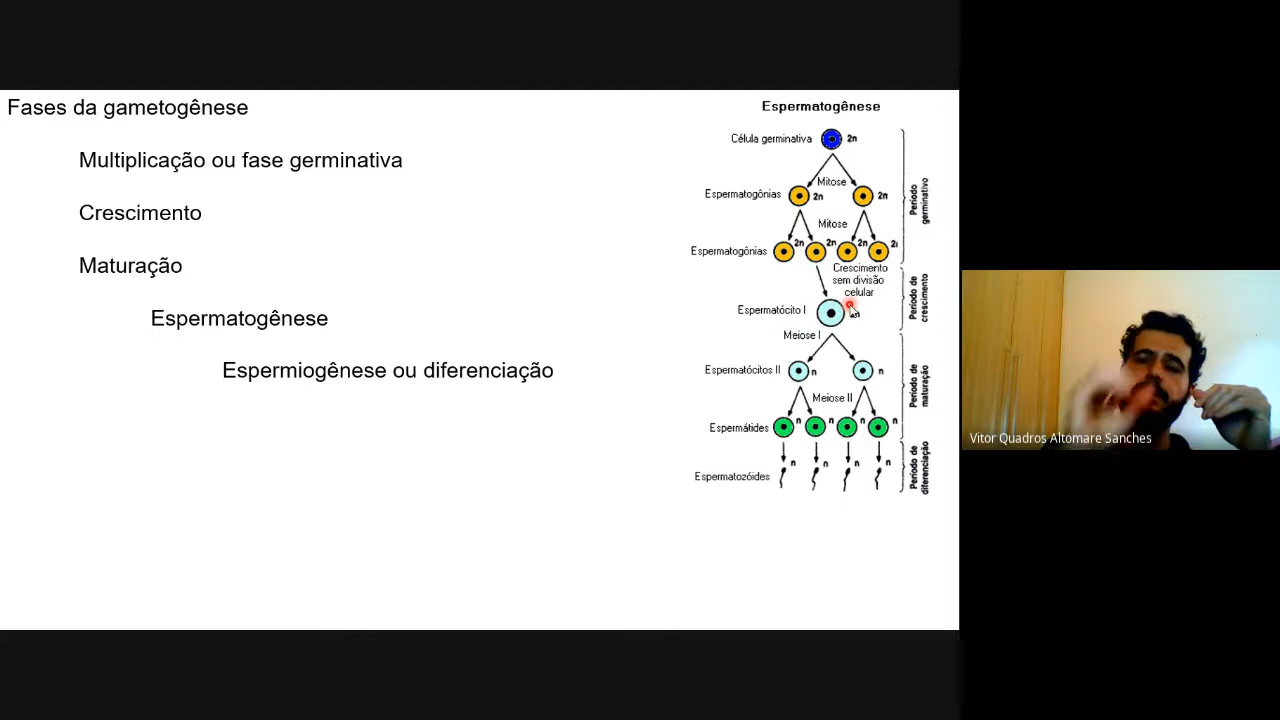 Fases da gametogênese
Multiplicação ou fase germinativa
Crescimento
Maturação
Espermatogênese
Espermiogênese ou diferenciação
Espermatogênese
Célula germinativa
2n
Mitose
Espermatogônias
2n
2n
Mitose
Espermatogônias
2n
2n
2n
Crescimento
sem divisão
celular
Espermatócito I
Meiose I
Espermatócitos II
n
n
Meiose II
Espermátides
n
n
n
n
Espermatozóides
n
n
n
n
Período
germinativo
Período de
crescimento
Período de
maturação
Período de
diferenciação
Vitor Quadros Altomare Sanches